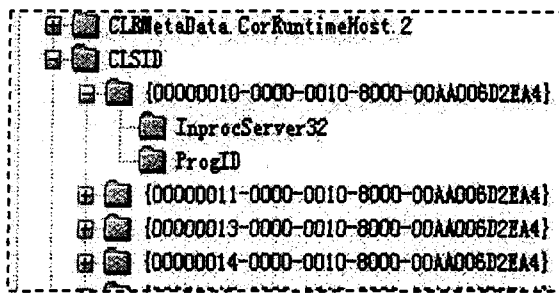 CLRMetaData.CorRuntimeHost.2
CLSID
{00000010-0000-0010-8000-00AA006D2EA4}
InprocServer32
ProgID
{00000011-0000-0010-8000-00AA006D2EA4}
{00000013-0000-0010-8000-00AA006D2EA4}
{00000014-0000-0010-8000-00AA006D2EA4}